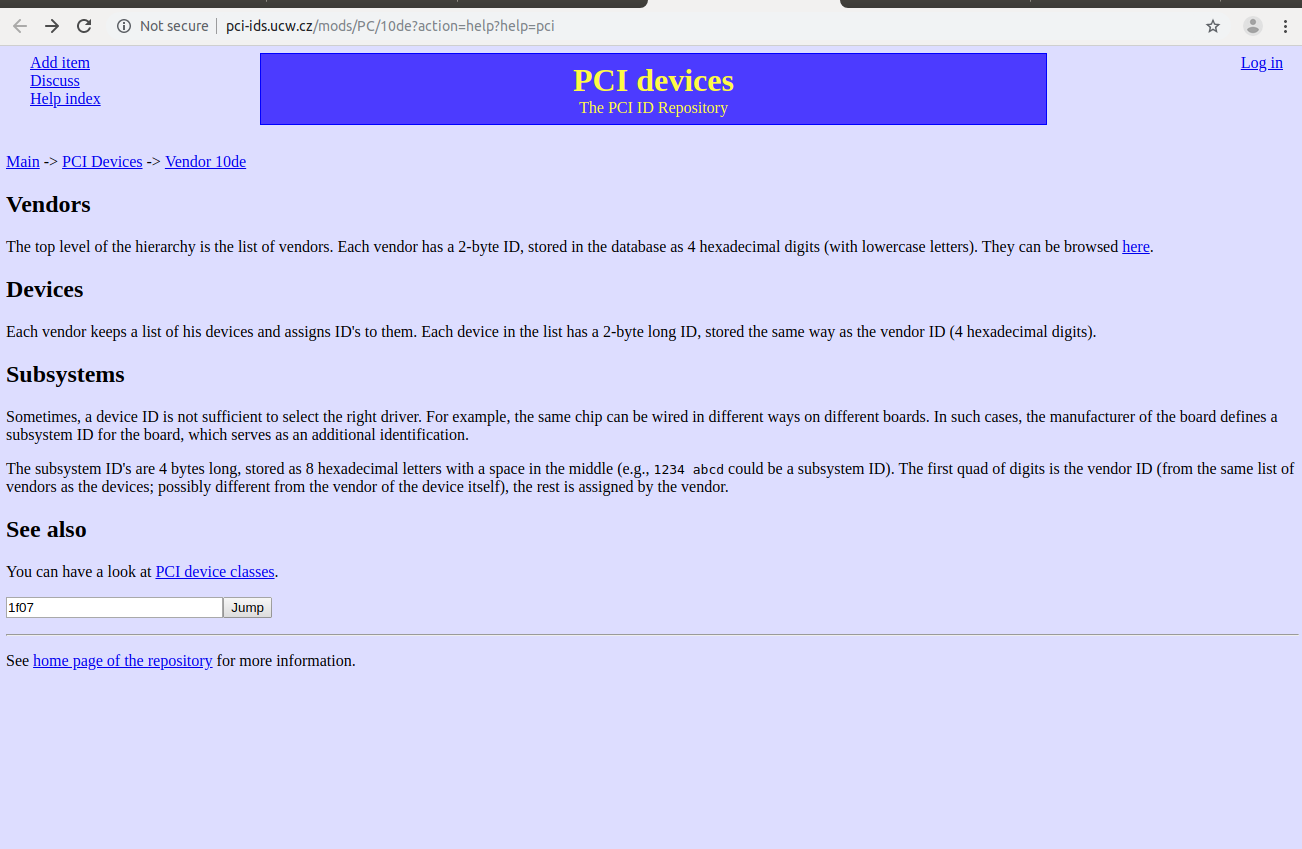 Not secure | pci-ids.ucw.cz/mods/PC/10de?action=help?help=pci
Add item
Discuss
Help index
PCI devices
The PCI ID Repository
Log in
Main -> PCI Devices -> Vendor 10de
Vendors
The top level of the hierarchy is the list of vendors. Each vendor has a 2-byte ID, stored in the database as 4 hexadecimal digits (with lowercase letters). They can be browsed here.
Devices
Each vendor keeps a list of his devices and assigns ID's to them. Each device in the list has a 2-byte long ID, stored the same way as the vendor ID (4 hexadecimal digits).
Subsystems
Sometimes, a device ID is not sufficient to select the right driver. For example, the same chip can be wired in different ways on different boards. In such cases, the manufacturer of the board defines a
subsystem ID for the board, which serves as an additional identification.
The subsystem ID's are 4 bytes long, stored as 8 hexadecimal letters with a space in the middle (e.g., 1234 abcd could be a subsystem ID). The first quad of digits is the vendor ID (from the same list of
vendors as the devices; possibly different from the vendor of the device itself), the rest is assigned by the vendor.
See also
You can have a look at PCI device classes.
1f07 Jump
See home page of the repository for more information.